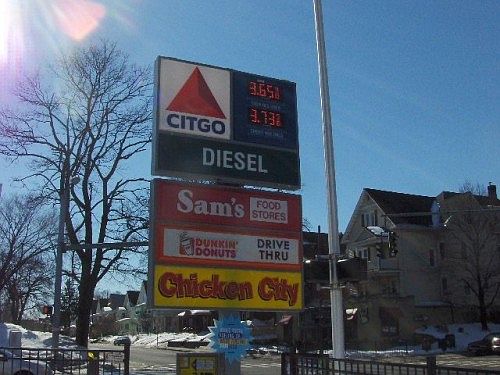 CITGO
3.65
3.73
DIESEL
Sam's
FOOD
STORES
DUNKIN'
DONUTS
DRIVE
THRU
Chicken City